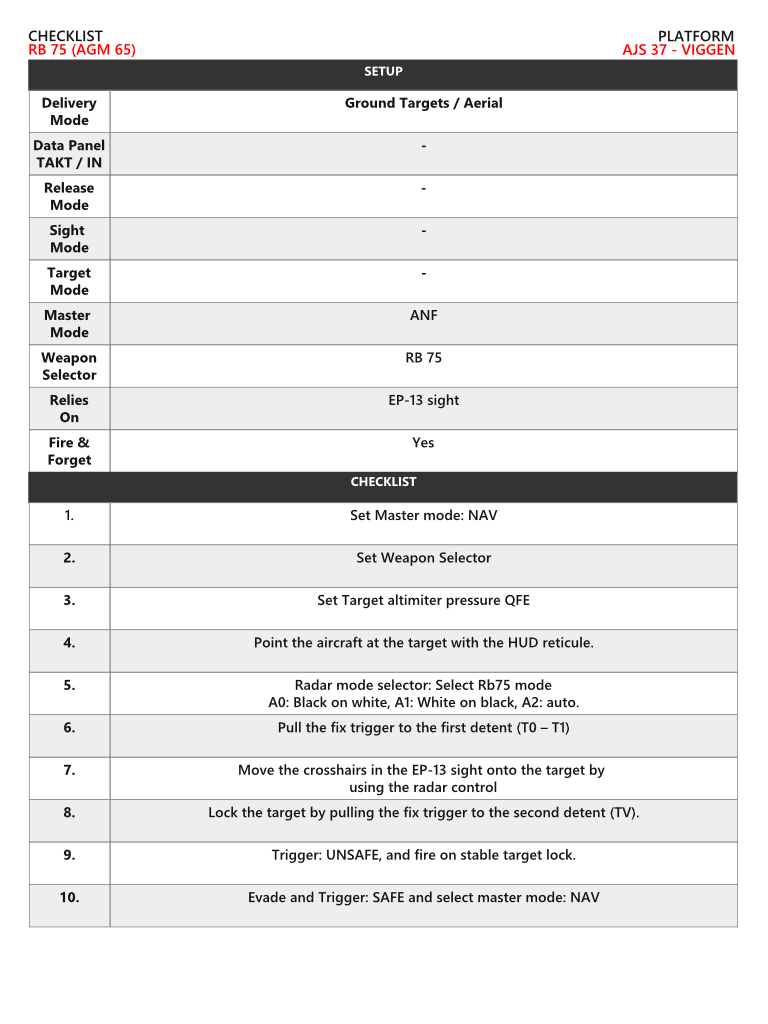 CHECKLIST
PLATFORM
RB 75 (AGM 65)
AJS 37 - VIGGEN
SETUP
Delivery
Mode
Ground Targets / Aerial
Data Panel
TAKT / IN
-
Release
Mode
-
Sight
Mode
-
Target
Mode
-
Master
Mode
ANF
Weapon
Selector
RB 75
Relies
On
EP-13 sight
Fire &
Forget
Yes
CHECKLIST
1.
Set Master mode: NAV
2.
Set Weapon Selector
3.
Set Target altimiter pressure QFE
4.
Point the aircraft at the target with the HUD reticule.
5.
Radar mode selector: Select Rb75 mode
A0: Black on white, A1: White on black, A2: auto.
6.
Pull the fix trigger to the first detent (T0 – T1)
7.
Move the crosshairs in the EP-13 sight onto the target by
using the radar control
8.
Lock the target by pulling the fix trigger to the second detent (TV).
9.
Trigger: UNSAFE, and fire on stable target lock.
10.
Evade and Trigger: SAFE and select master mode: NAV